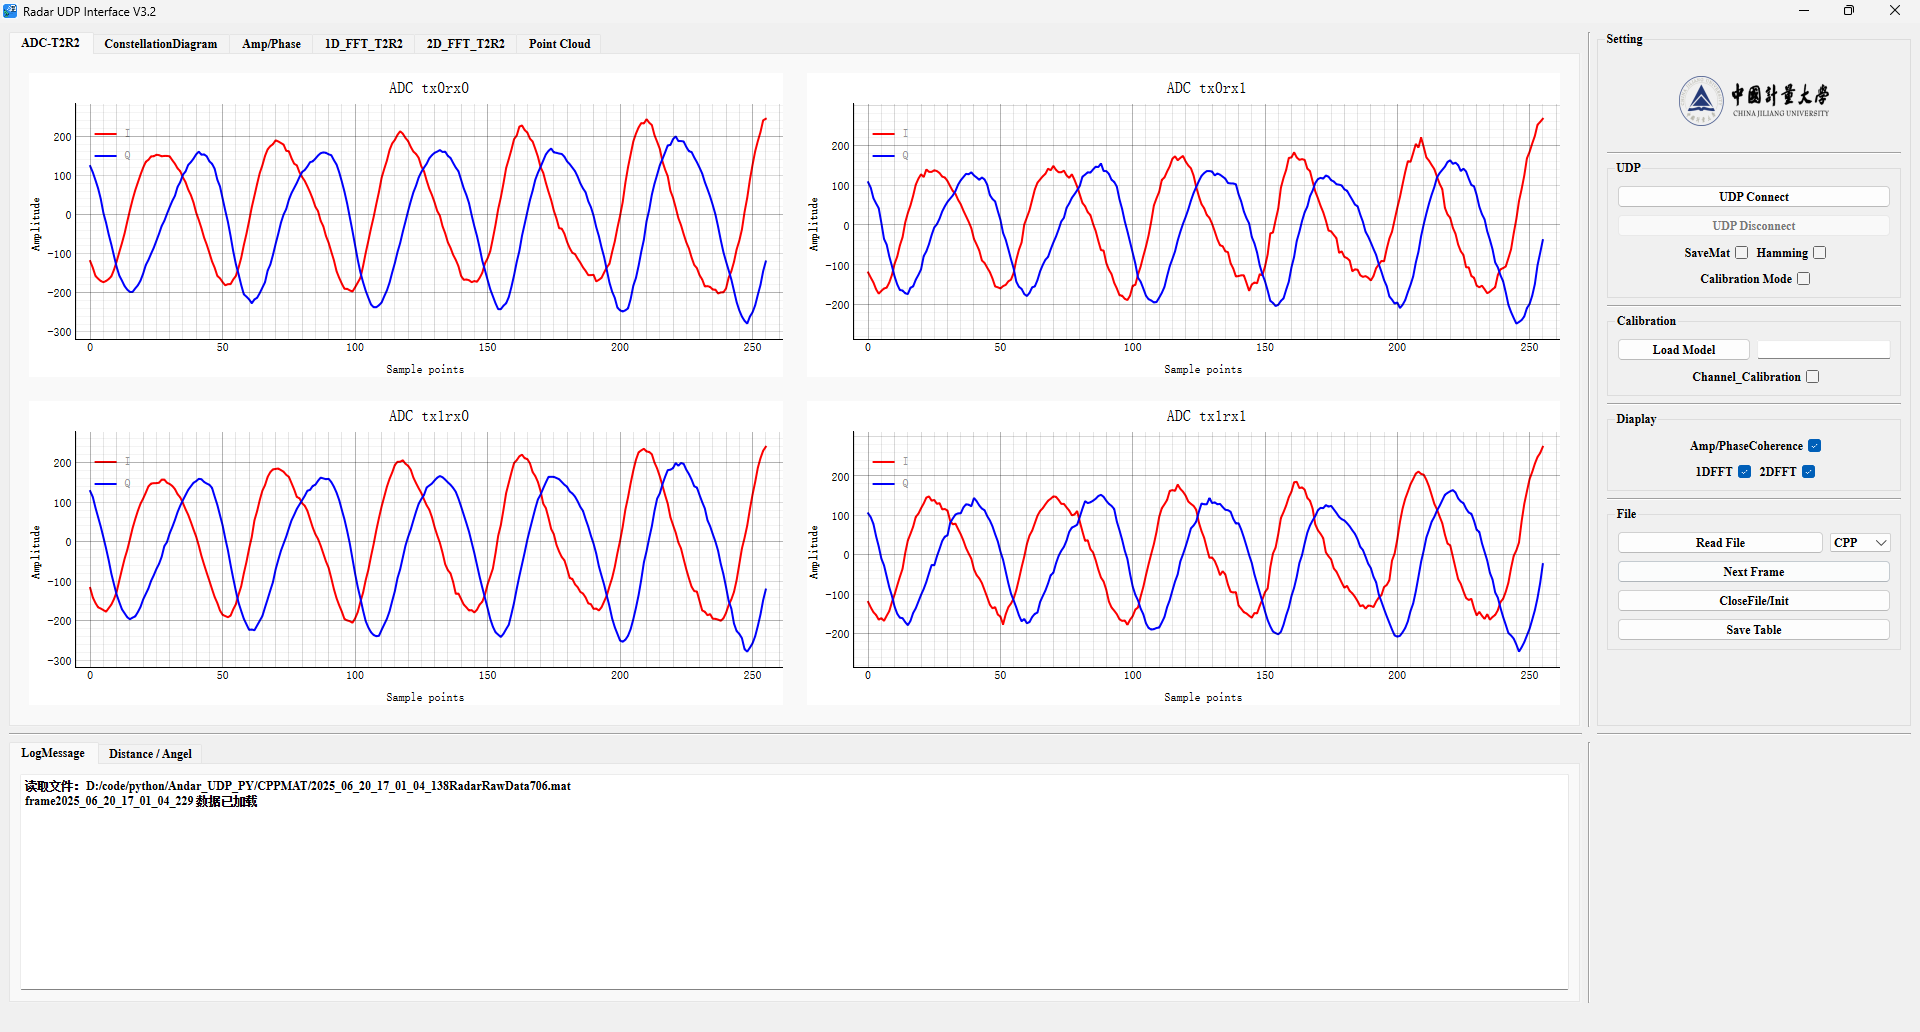 Radar UDP Interface V3.2
ADC-T2R2 ConstellationDiagram Amp/Phase 1D_FFT_T2R2 2D_FFT_T2R2 Point Cloud
ADC tx0rx0
I
Q
200
100
0
-100
-200
-300
Amplitude
0 50 100 150 200 250
Sample points
ADC tx0rx1
I
Q
200
100
0
-100
-200
Amplitude
0 50 100 150 200 250
Sample points
ADC tx1rx0
I
Q
200
100
0
-100
-200
-300
Amplitude
0 50 100 150 200 250
Sample points
ADC tx1rx1
I
Q
200
100
0
-100
-200
Amplitude
0 50 100 150 200 250
Sample points
Setting
中國計量大學
CHINA JILIANG UNIVERSITY
UDP
UDP Connect
UDP Disconnect
SaveMat Hamming
Calibration Mode
Calibration
Load Model
Channel_Calibration
Diaplay
Amp/PhaseCoherence
1DFFT 2DFFT
File
Read File CPP
Next Frame
CloseFile/Init
Save Table
LogMessage Distance / Angel
读取文件：D:/code/python/Andar_UDP_PY/CPPMAT/2025_06_20_17_01_04_138RadarRawData706.mat
frame2025_06_20_17_01_04_229 数据已加载